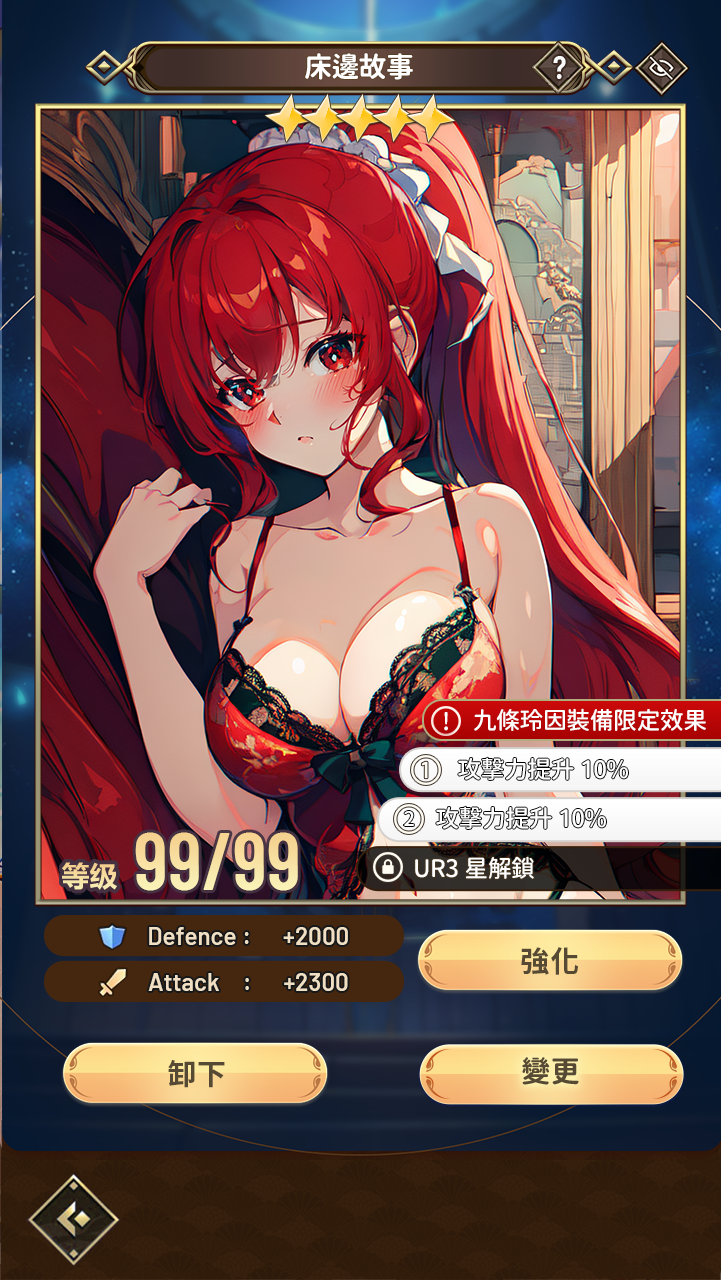 床邊故事
?
! 九條玲因裝備限定效果
① 攻擊力提升 10%
② 攻擊力提升 10%
UR3 星解鎖
等级 99/99
Defence : +2000
Attack : +2300
強化
卸下
變更